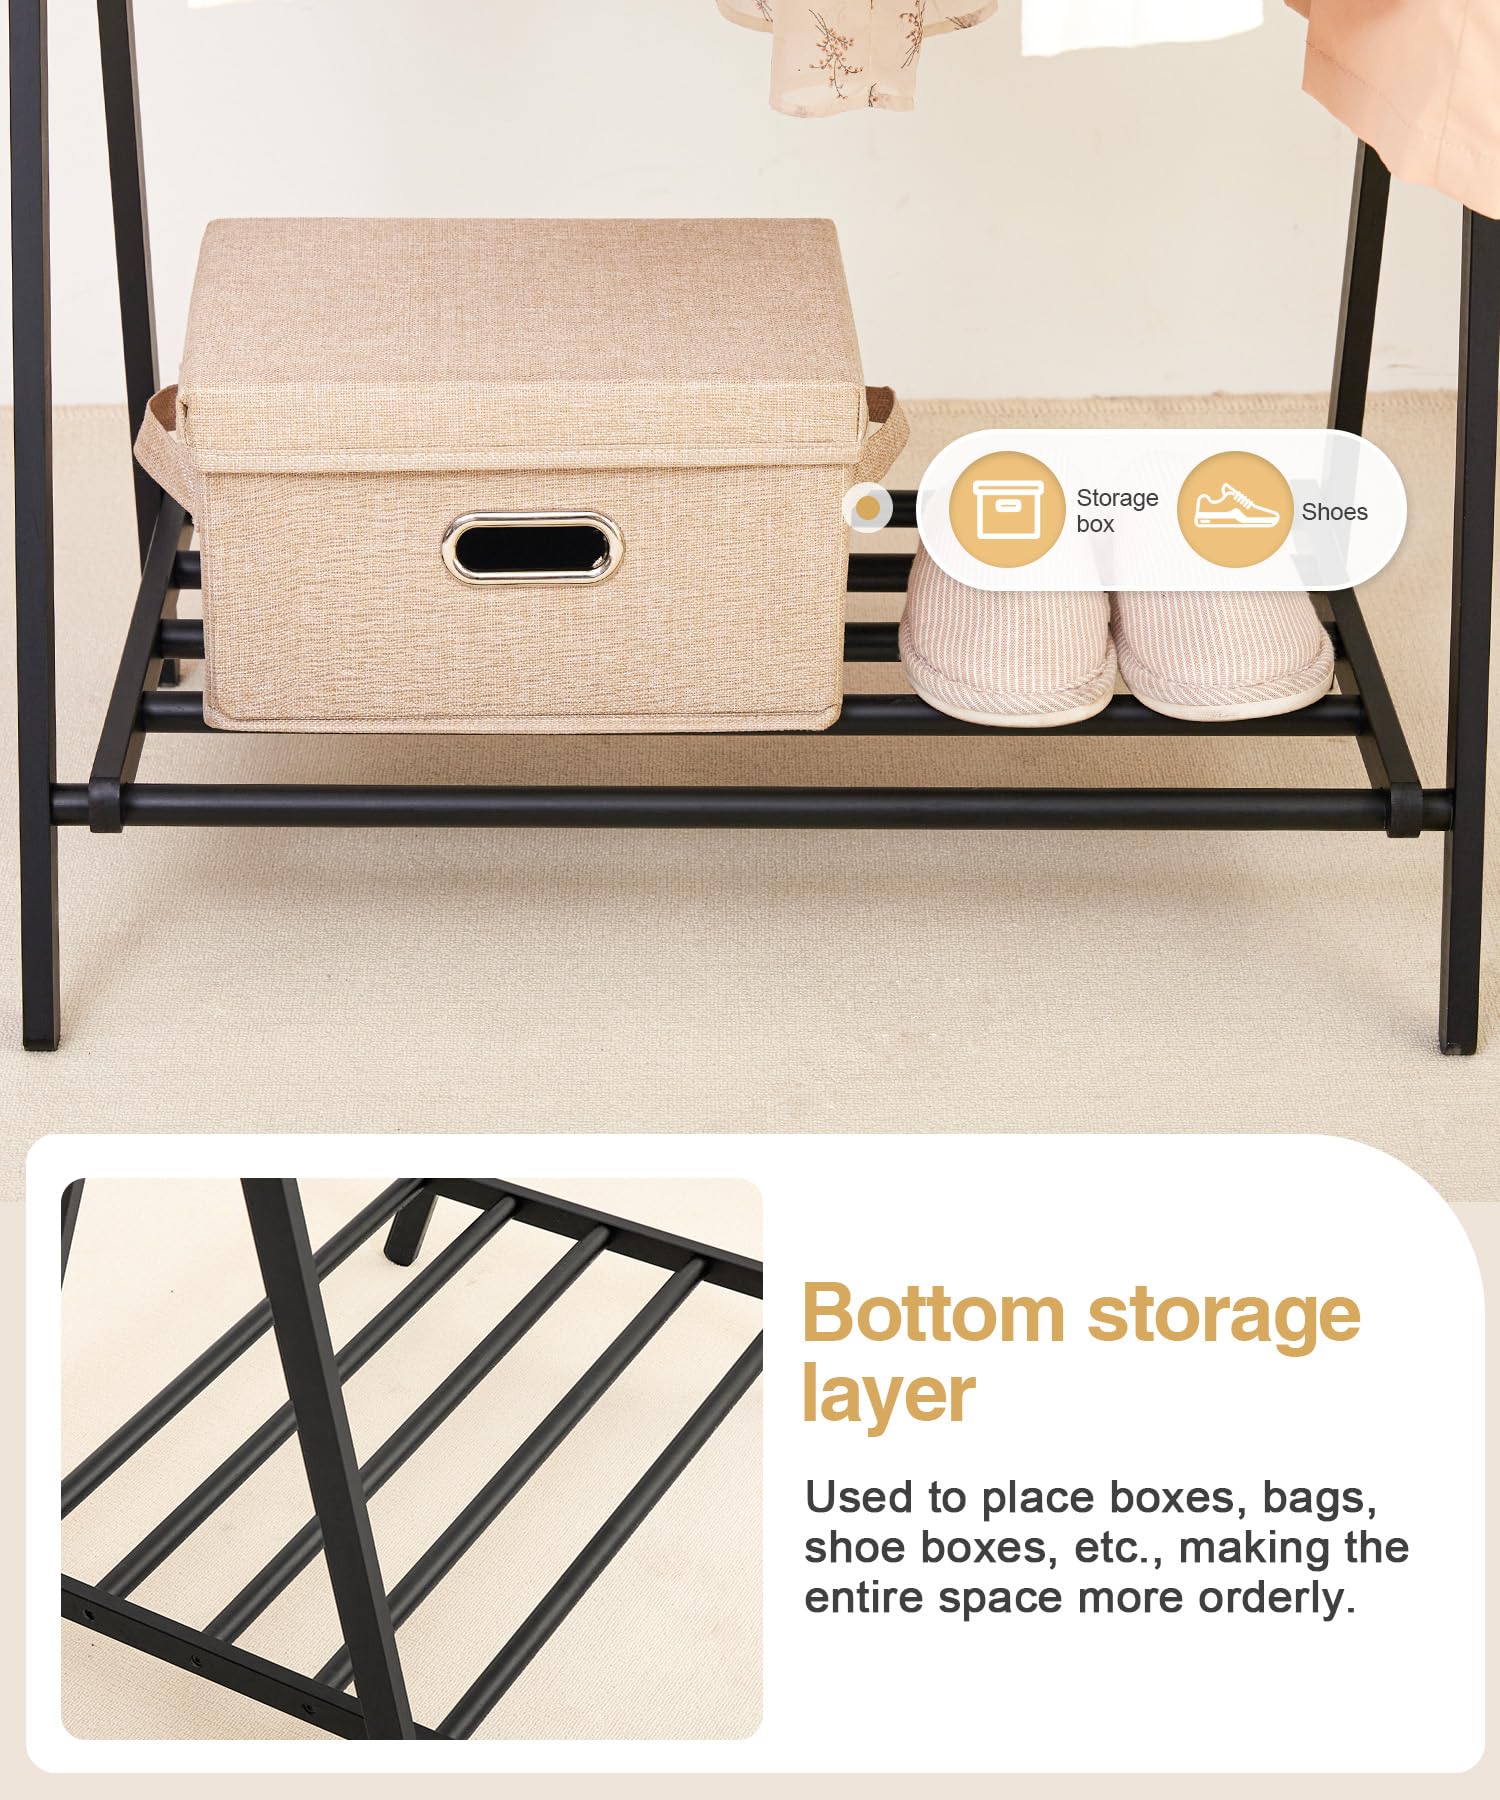 Storage
box
Shoes
Bottom storage
layer
Used to place boxes, bags,
shoe boxes, etc., making the
entire space more orderly.